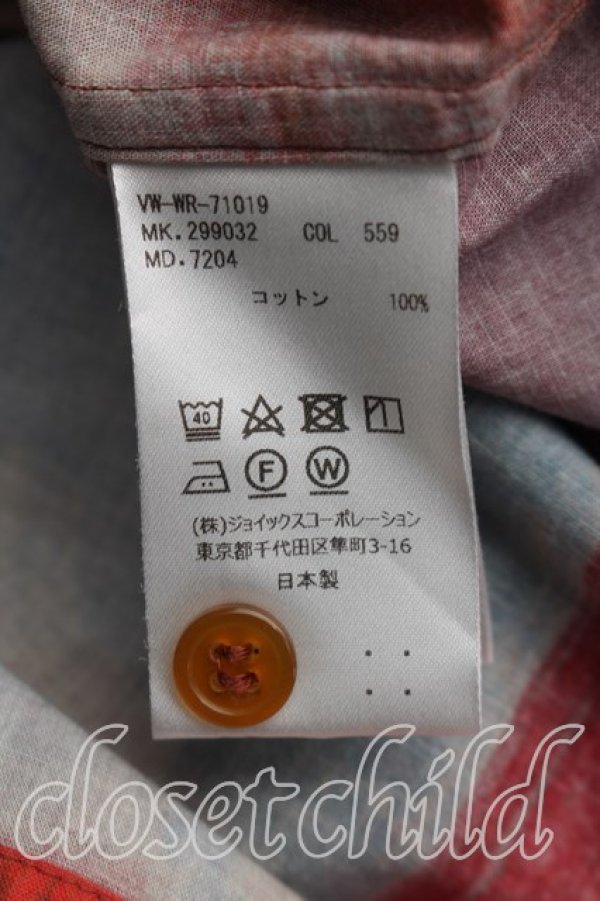 VW-WR-71019
MK.299032 COL 559
MD.7204
コットン 100%
40
F W
(株)ジョイックスコーポレーション
東京都千代田区隼町3-16
日本製
closetchild